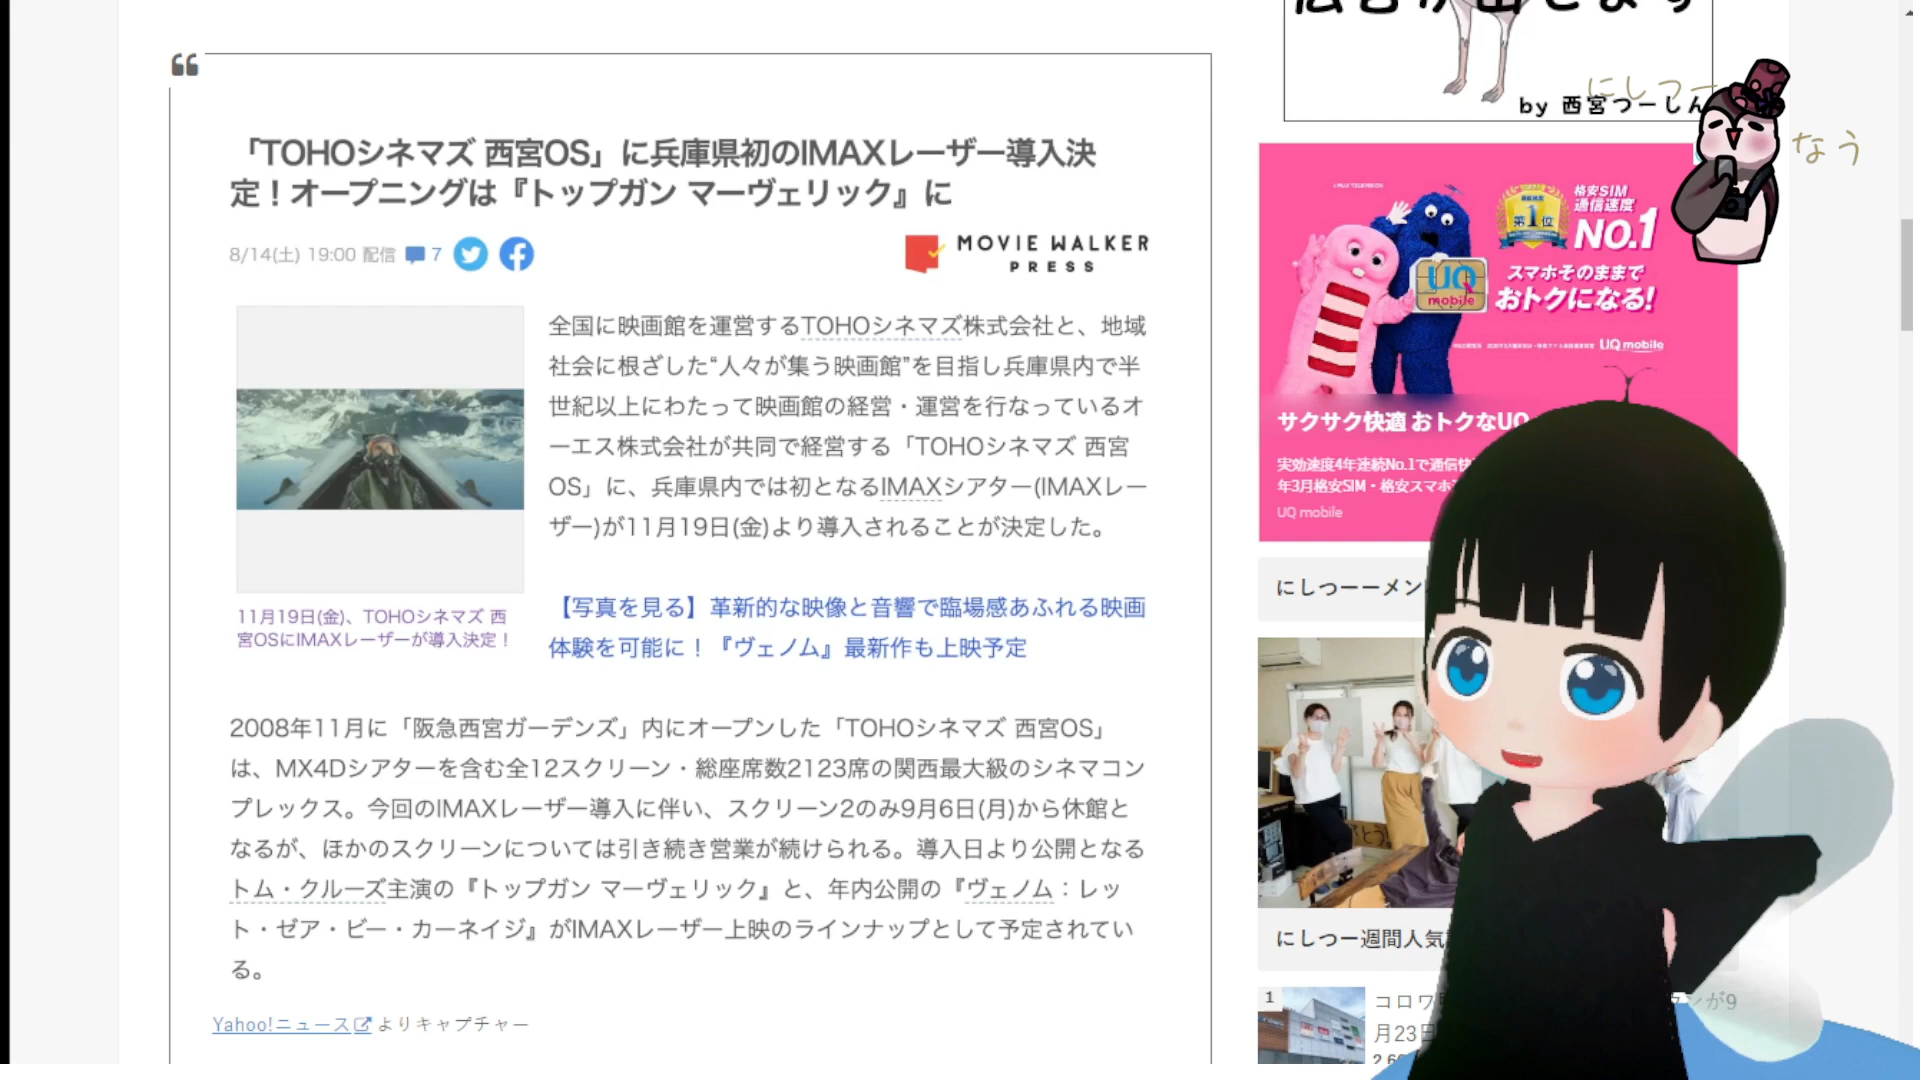 「TOHOシネマズ 西宮OS」に兵庫県初のIMAXレーザー導入決
定！オープニングは『トップガン マーヴェリック』に
8/14(土) 19:00 配信 7
MOVIE WALKER
PRESS
全国に映画館を運営するTOHOシネマズ株式会社と、地域
社会に根ざした“人々が集う映画館”を目指し兵庫県内で半
世紀以上にわたって映画館の経営・運営を行なっているオ
ーエス株式会社が共同で経営する「TOHOシネマズ 西宮
OS」に、兵庫県内では初となるIMAXシアター(IMAXレー
ザー)が11月19日(金)より導入されることが決定した。
11月19日(金)、TOHOシネマズ 西
宮OSにIMAXレーザーが導入決定！
【写真を見る】革新的な映像と音響で臨場感あふれる映画
体験を可能に！『ヴェノム』最新作も上映予定
2008年11月に「阪急西宮ガーデンズ」内にオープンした「TOHOシネマズ 西宮OS」
は、MX4Dシアターを含む全12スクリーン・総座席数2123席の関西最大級のシネマコン
プレックス。今回のIMAXレーザー導入に伴い、スクリーン2のみ9月6日(月)から休館と
なるが、ほかのスクリーンについては引き続き営業が続けられる。導入日より公開となる
トム・クルーズ主演の『トップガン マーヴェリック』と、年内公開の『ヴェノム：レッ
ト・ゼア・ビー・カーネイジ』がIMAXレーザー上映のラインナップとして予定されてい
る。
Yahoo!ニュース よりキャプチャー
by 西宮つーしん
にしつー
なう
格安SIM
通信速度
第1位
NO.1
スマホそのままで
おトクになる!
UQ
mobile
UQ mobile
サクサク快適 おトクなUQ
実効速度4年連続No.1で通信快
年3月格安SIM・格安スマホ
UQ mobile
にしつーーメン
にしつー週間人気
1
コロワ
ンが9
月23日